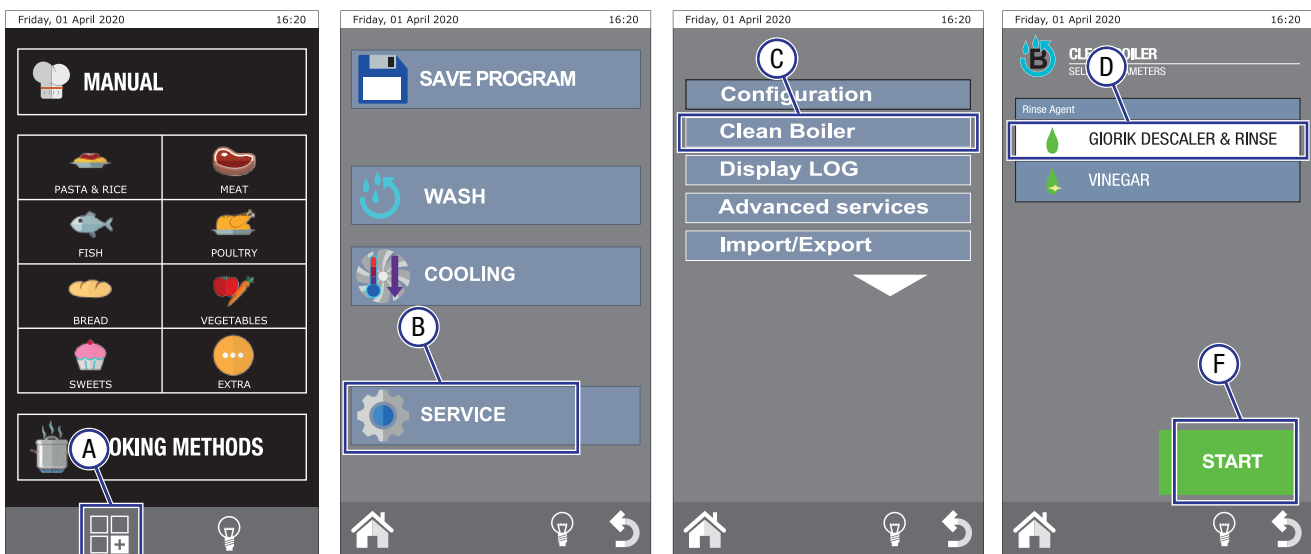 Friday, 01 April 2020 16:20
MANUAL
PASTA & RICE MEAT
FISH POULTRY
BREAD VEGETABLES
SWEETS EXTRA
A
OKING METHODS
Friday, 01 April 2020 16:20
SAVE PROGRAM
WASH
COOLING
B
SERVICE
Friday, 01 April 2020 16:20
C
Configuration
Clean Boiler
Display LOG
Advanced services
Import/Export
Friday, 01 April 2020 16:20
B
D
Rinse Agent
GIORIK DESCALER & RINSE
VINEGAR
F
START